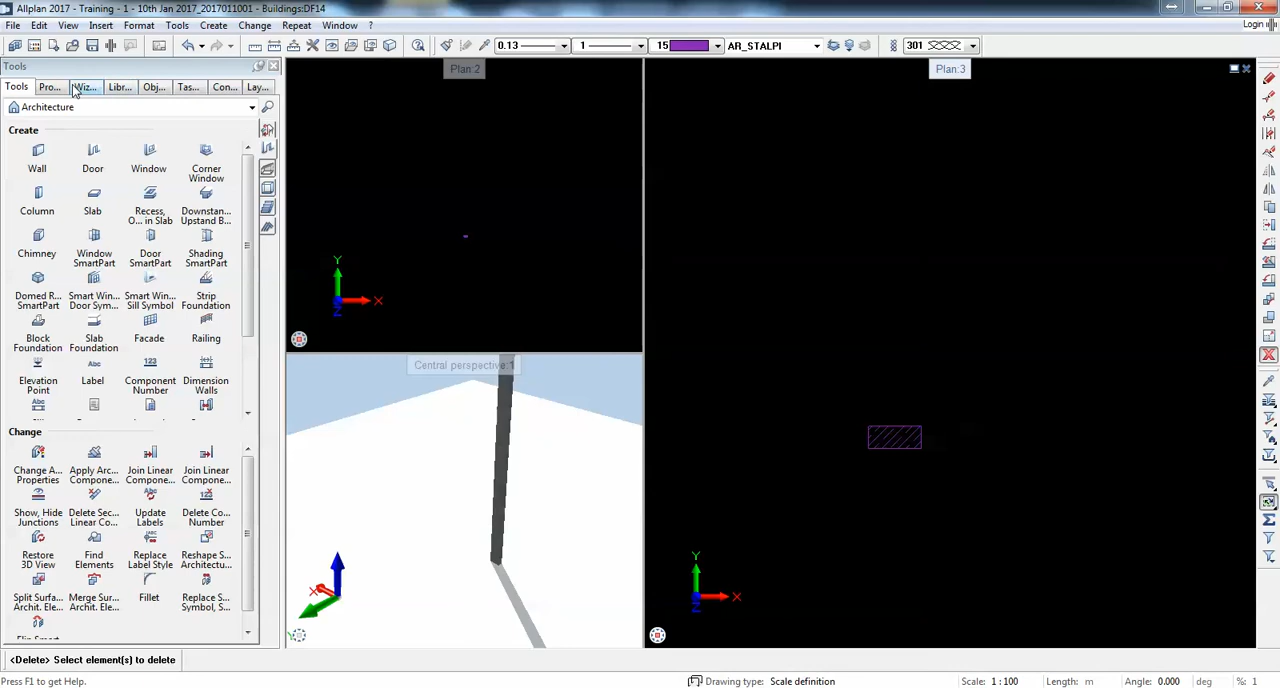 Allplan 2017 - Training - 1 - 10th Jan 2017_2017011001 - Buildings:DF14
File Edit View Insert Format Tools Create Change Repeat Window ?
Login
0.13 1 15 AR_STALPI 301
Tools
Tools Pro... Wiz... Libr... Obj... Tas... Con... Lay...
Architecture
Create
Wall Door Window Corner Window
Column Slab Recess, O... in Slab Downstan... Upstand B...
Chimney Window SmartPart Door SmartPart Shading SmartPart
Domed R... SmartPart Smart Win... Door Sym... Smart Win... Sill Symbol Strip Foundation
Block Foundation Slab Foundation Facade Railing
Elevation Point Label Component Number Dimension Walls
Change
Change A... Properties Apply Arc... Compone... Join Linear Compone... Join Linear Compone...
Show, Hide Junctions Delete Sec... Linear Co... Update Labels Delete Co... Number
Restore 3D View Find Elements Replace Label Style Reshape S... Architectu...
Split Surfa... Archit. Ele... Merge Sur... Archit. Ele... Fillet Replace S... Symbol, S...
Plan:2
Y
X
Z
Central perspective:1
X
Plan:3
Y
X
Z
<Delete> Select element(s) to delete
Press F1 to get Help. Drawing type: Scale definition Scale: 1:100 Length: m Angle: 0.000 deg %: 1